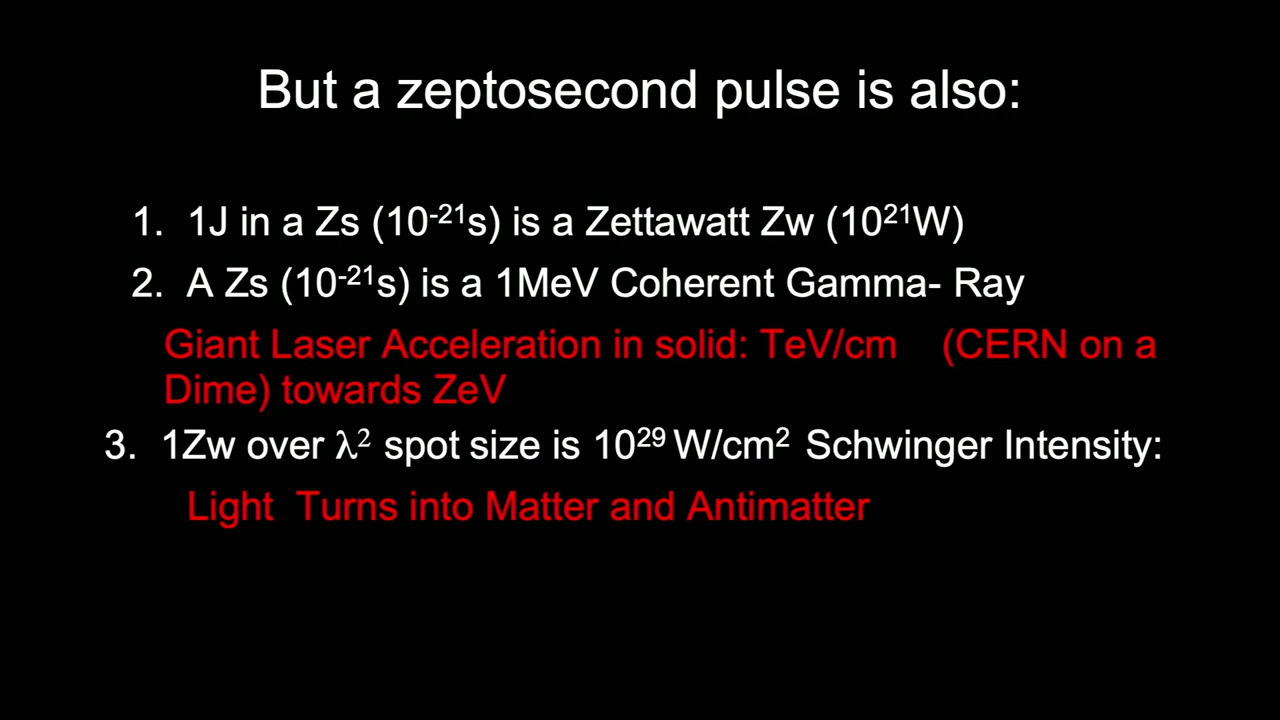 But a zeptosecond pulse is also:
1. 1J in a Zs (10⁻²¹s) is a Zettawatt Zw (10²¹W)
2. A Zs (10⁻²¹s) is a 1MeV Coherent Gamma- Ray
Giant Laser Acceleration in solid: TeV/cm (CERN on a
Dime) towards ZeV
3. 1Zw over λ² spot size is 10²⁹ W/cm² Schwinger Intensity:
Light Turns into Matter and Antimatter